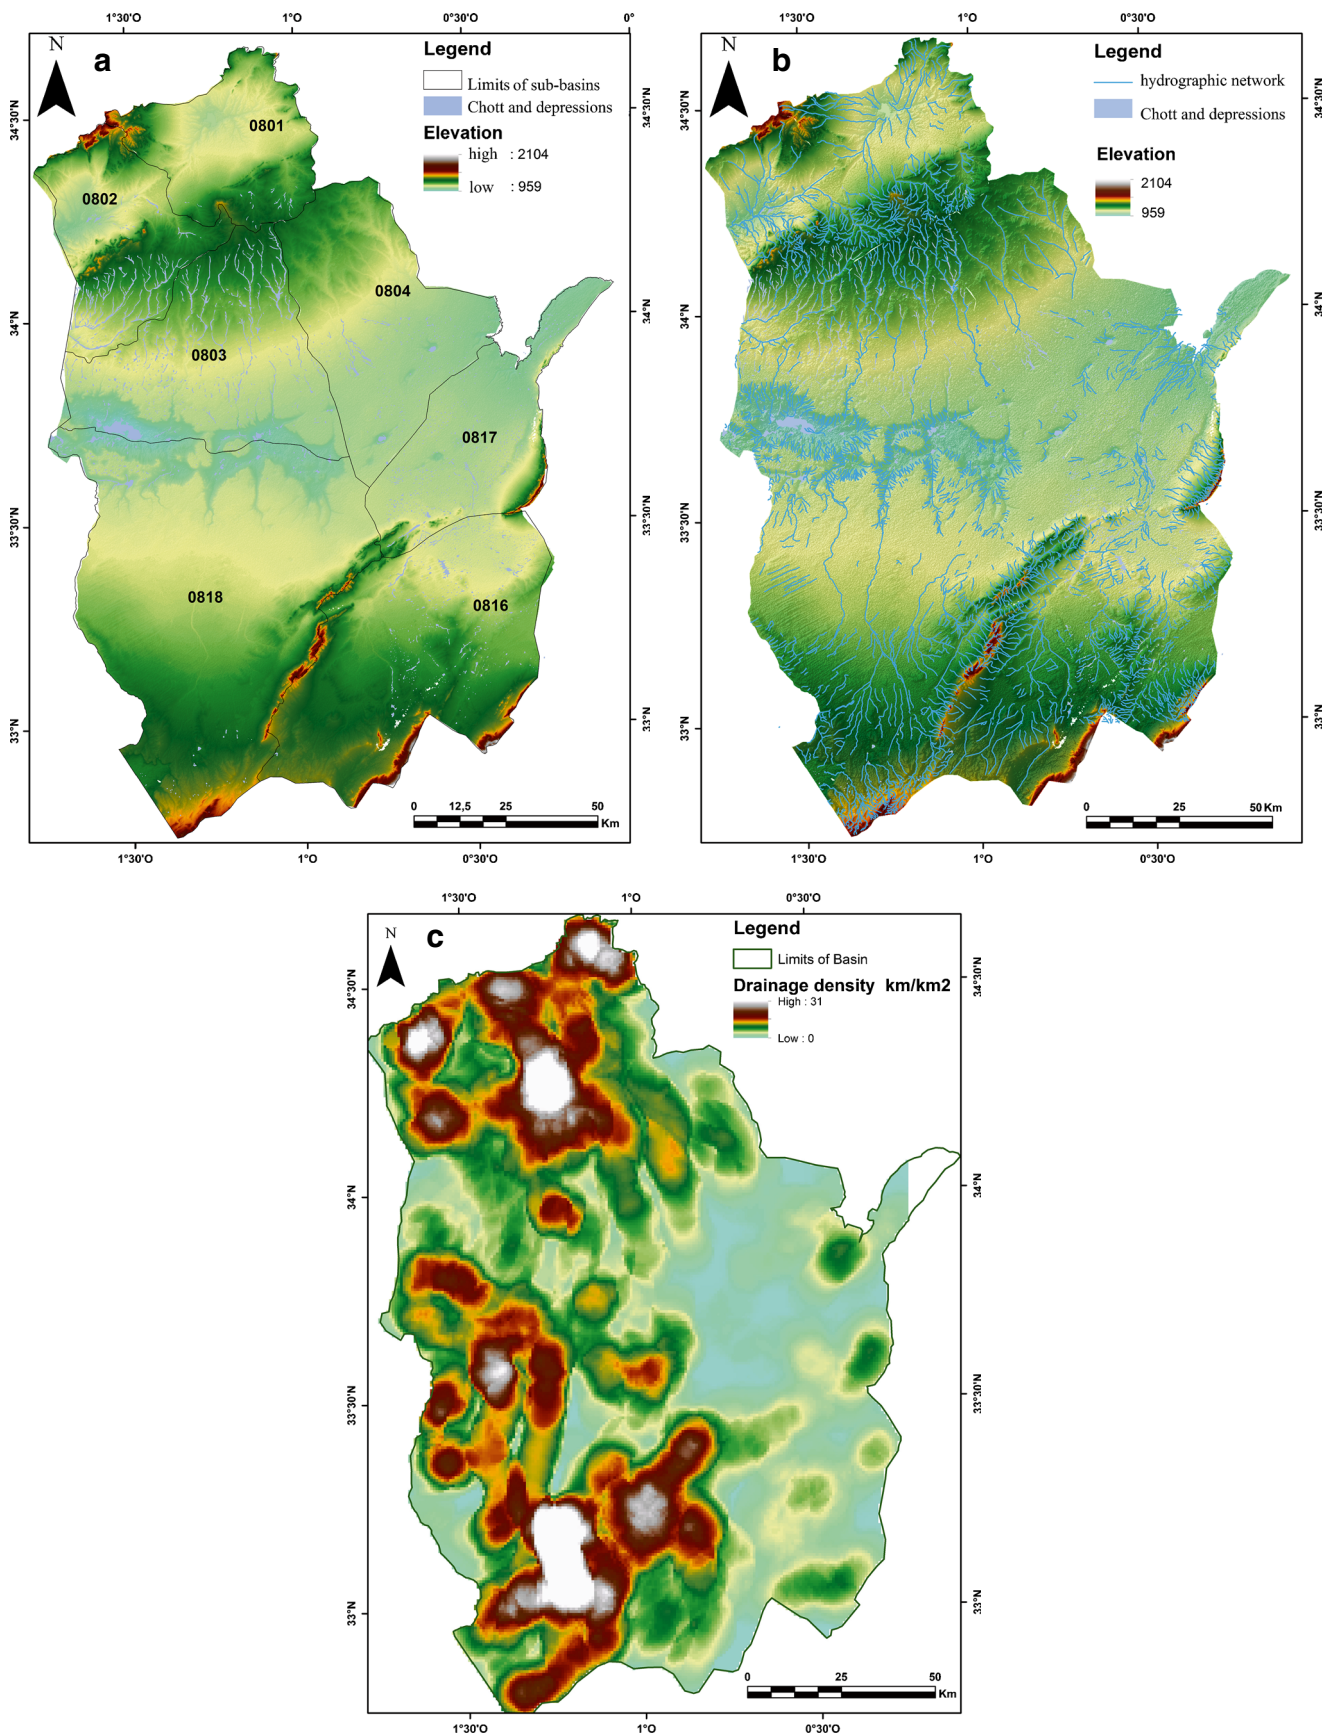 1°30'O 1°O 0°30'O 0°
1°30'O 1°O 0°30'O
N
a
Legend
Limits of sub-basins
Chott and depressions
Elevation
high : 2104
low : 959
0801
0802
0804
0803
0817
0818
0816
34°30'N
34°N
33°30'N
33°N
34°30'N
34°N
33°30'N
33°N
0 12,5 25 50
Km
1°30'O 1°O 0°30'O
N
b
Legend
hydrographic network
Chott and depressions
Elevation
2104
959
34°30'N
34°N
33°30'N
33°N
34°30'N
34°N
33°30'N
33°N
0 25 50 Km
1°30'O 1°O 0°30'O
1°30'O 1°O 0°30'O
N
c
Legend
Limits of Basin
Drainage density km/km2
High : 31
Low : 0
34°30'N
34°N
33°30'N
33°N
34°30'N
34°N
33°30'N
33°N
0 25 50
Km
1°30'O 1°O 0°30'O